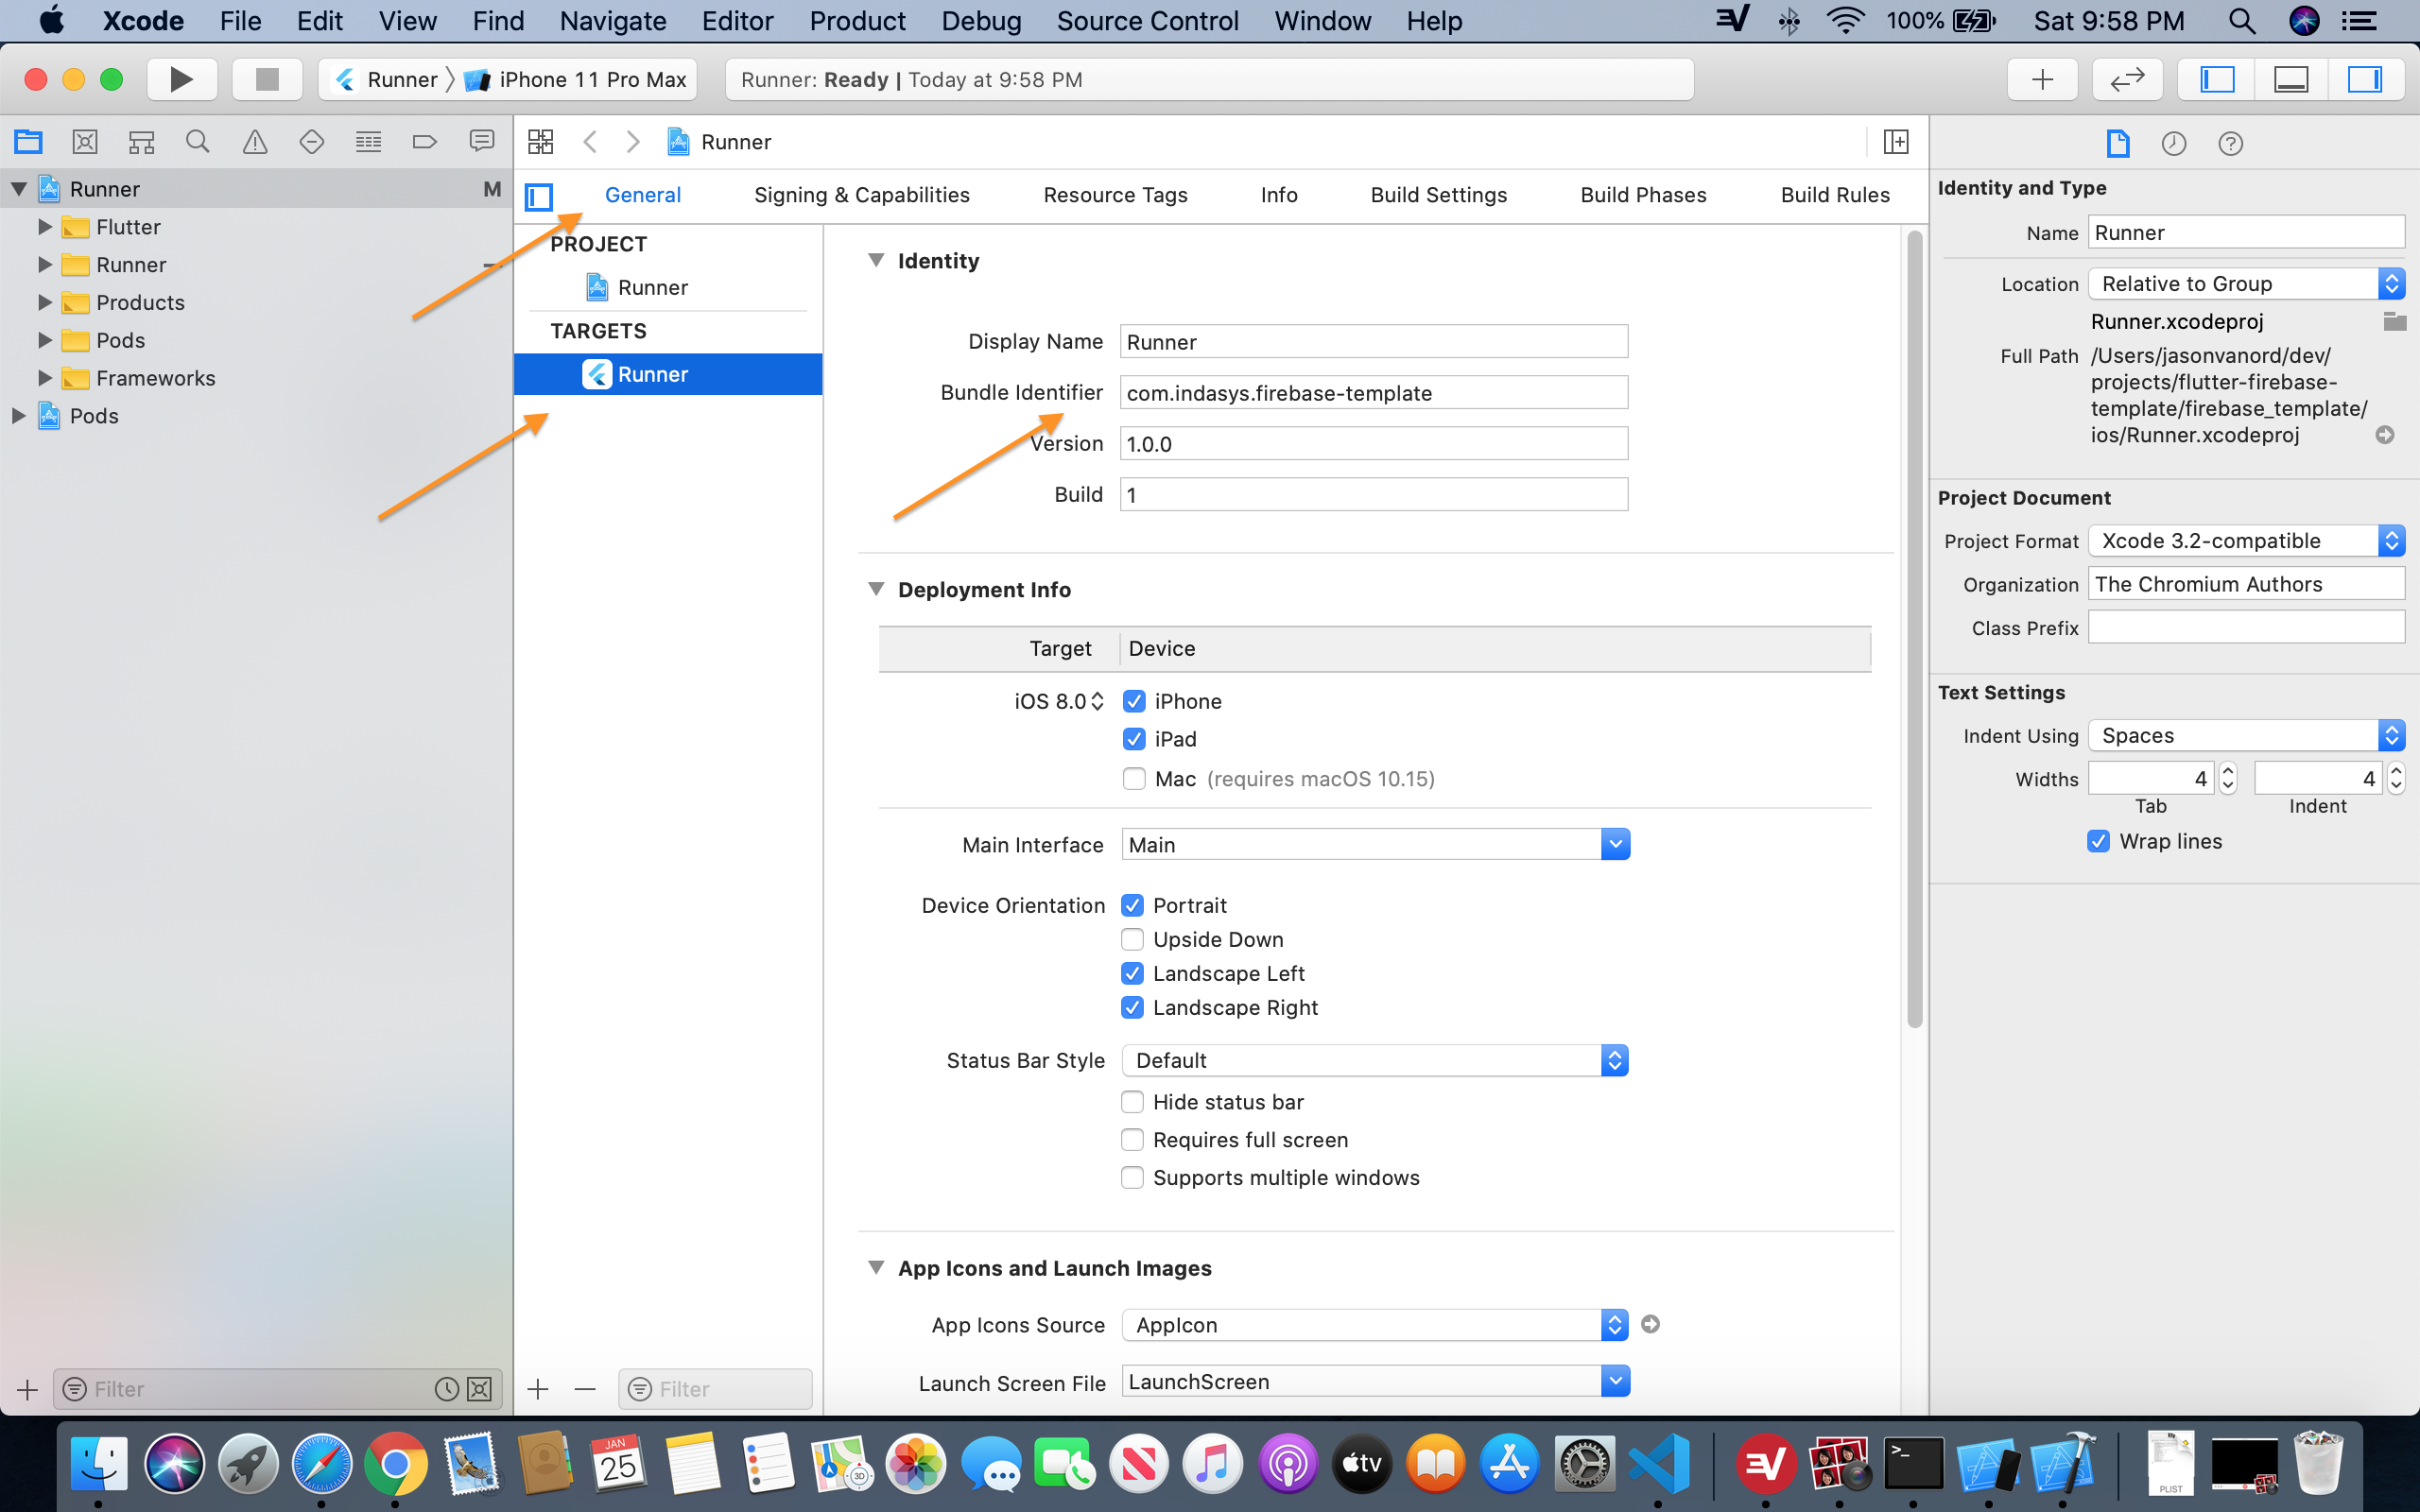 Xcode File Edit View Find Navigate Editor Product Debug Source Control Window Help 100% Sat 9:58 PM
Runner iPhone 11 Pro Max Runner: Ready | Today at 9:58 PM
Runner
General Signing & Capabilities Resource Tags Info Build Settings Build Phases Build Rules
Runner M
Flutter
Runner
Products
Pods
Frameworks
Pods
Filter
PROJECT
Runner
TARGETS
Runner
Filter
Identity
Display Name Runner
Bundle Identifier com.indasys.firebase-template
Version 1.0.0
Build 1
Deployment Info
Target Device
iOS 8.0 iPhone
iPad
Mac (requires macOS 10.15)
Main Interface Main
Device Orientation Portrait
Upside Down
Landscape Left
Landscape Right
Status Bar Style Default
Hide status bar
Requires full screen
Supports multiple windows
App Icons and Launch Images
App Icons Source AppIcon
Launch Screen File LaunchScreen
Identity and Type
Name Runner
Location Relative to Group
Runner.xcodeproj
Full Path /Users/jasonvanord/dev/
projects/flutter-firebase-
template/firebase_template/
ios/Runner.xcodeproj
Project Document
Project Format Xcode 3.2-compatible
Organization The Chromium Authors
Class Prefix
Text Settings
Indent Using Spaces
Widths 4 4
Tab Indent
Wrap lines
JAN
25
3D
tv
>_
PLIST